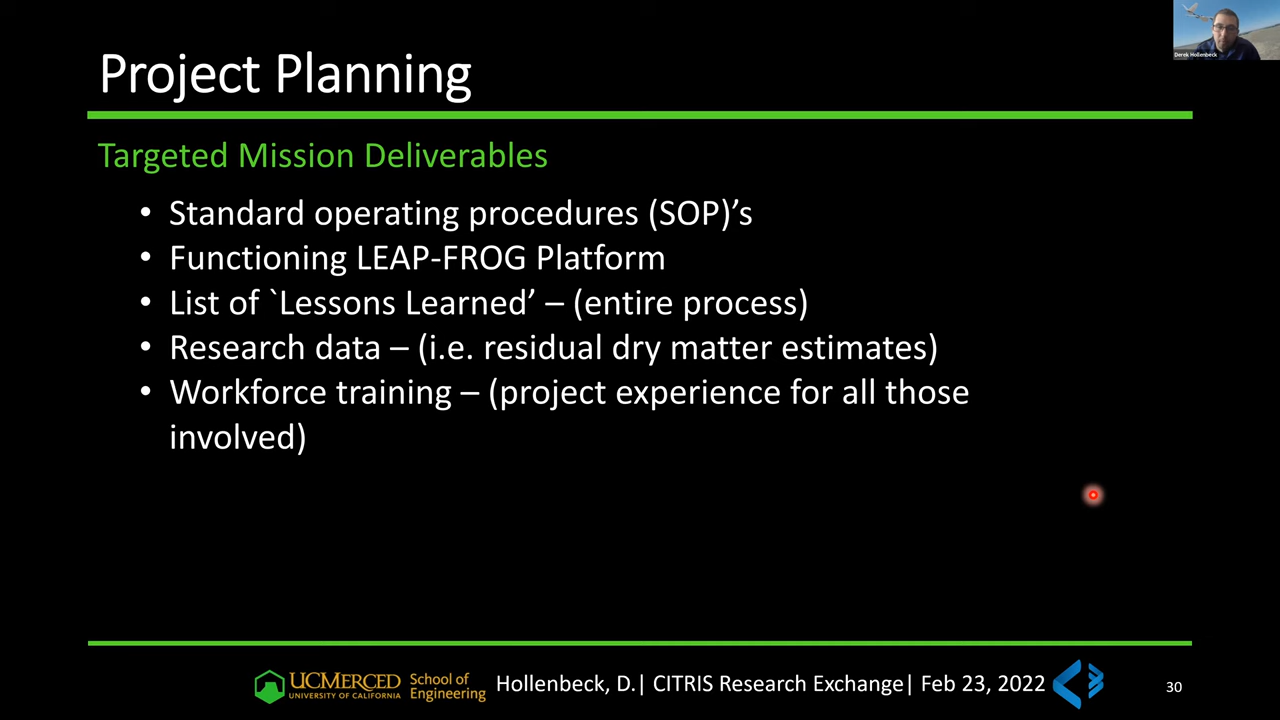 Derek Hollenbeck
Project Planning
Targeted Mission Deliverables
• Standard operating procedures (SOP)’s
• Functioning LEAP-FROG Platform
• List of `Lessons Learned’ – (entire process)
• Research data – (i.e. residual dry matter estimates)
• Workforce training – (project experience for all those
involved)
UCMERCED
UNIVERSITY OF CALIFORNIA
School of
Engineering
Hollenbeck, D.| CITRIS Research Exchange| Feb 23, 2022
30